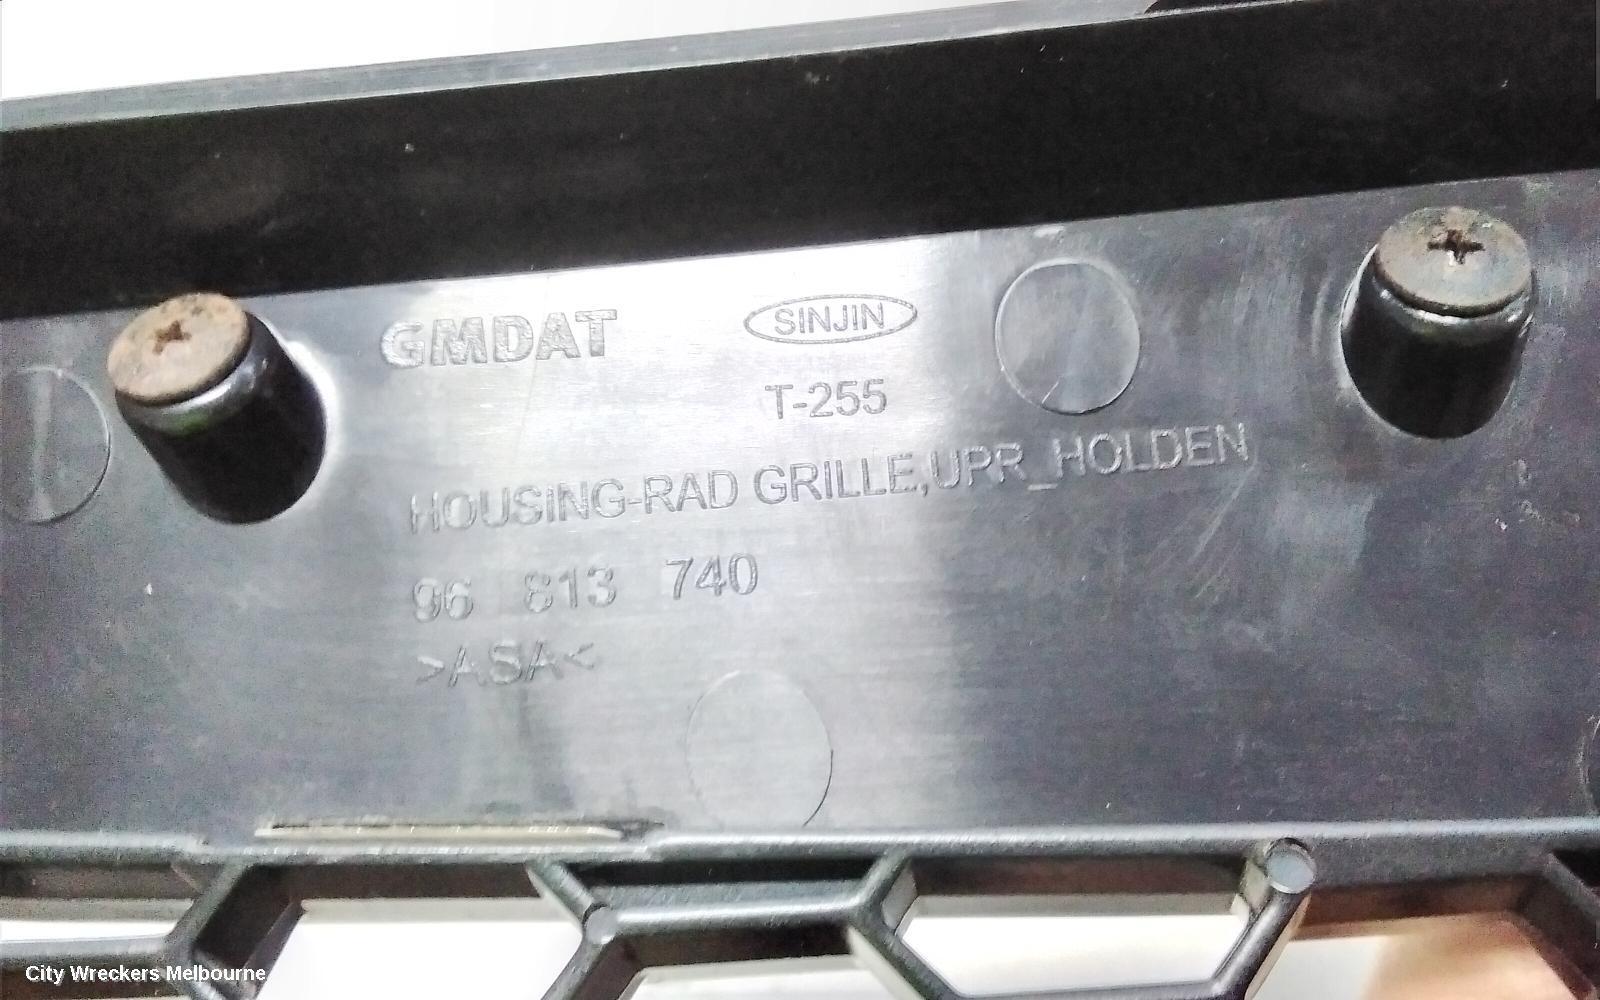 GMDAT
SINJIN
T-255
HOUSING-RAD GRILLE,UPR_HOLDEN
96 813 740
>ASA<
City Wreckers Melbourne